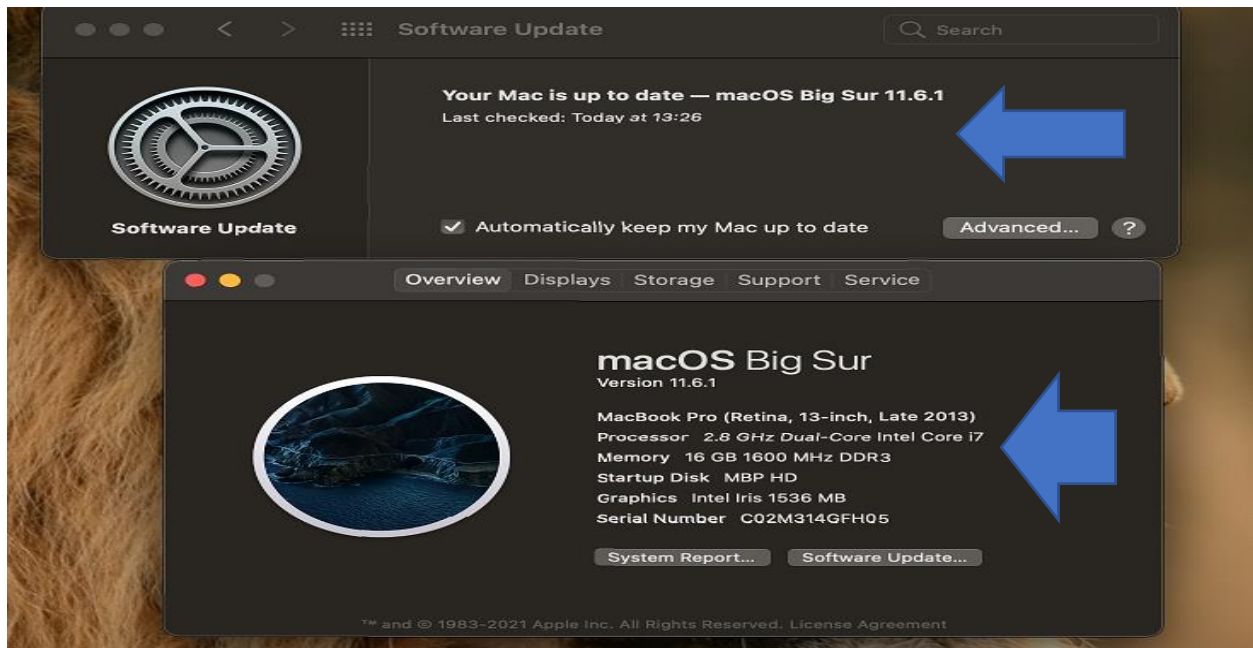 Software Update
Search
Your Mac is up to date — macOS Big Sur 11.6.1
Last checked: Today at 13:26
Software Update
Automatically keep my Mac up to date
Advanced...
?
Overview Displays Storage Support Service
macOS Big Sur
Version 11.6.1
MacBook Pro (Retina, 13-inch, Late 2013)
Processor 2.8 GHz Dual-Core Intel Core i7
Memory 16 GB 1600 MHz DDR3
Startup Disk MBP HD
Graphics Intel Iris 1536 MB
Serial Number C02M314GFH05
System Report...
Software Update...
™ and © 1983-2021 Apple Inc. All Rights Reserved. License Agreement